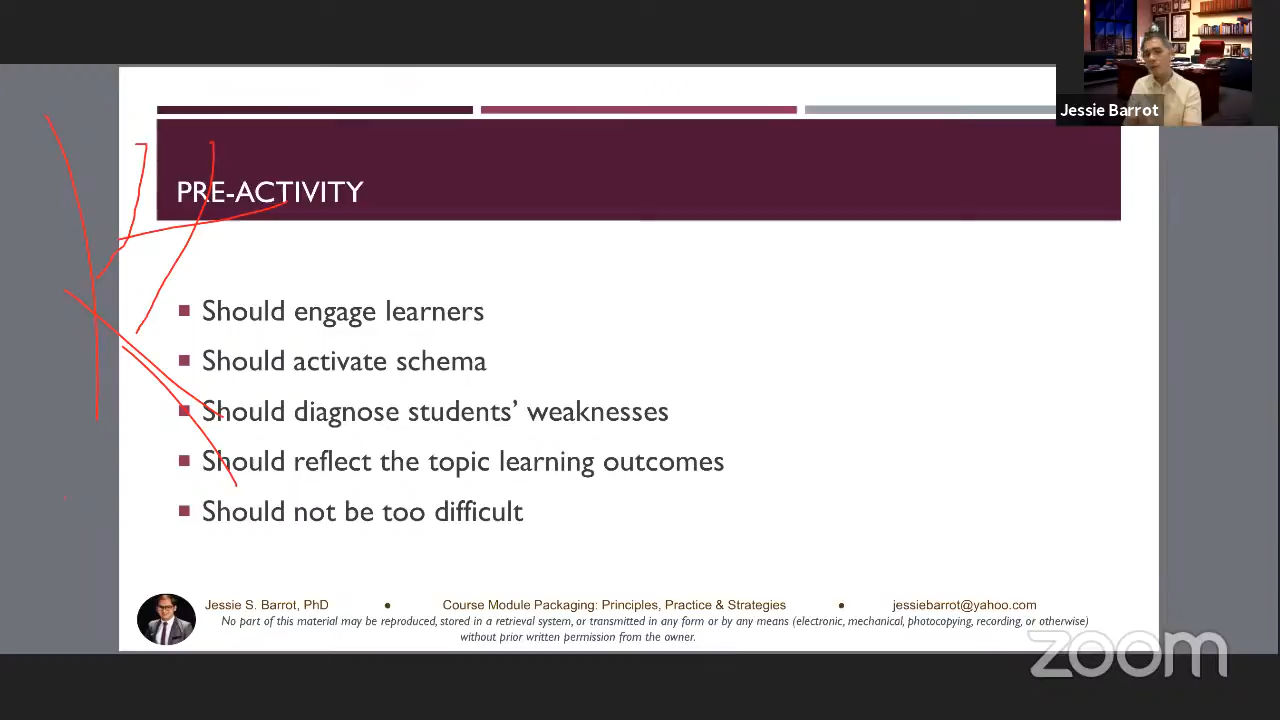 Jessie Barrot
PRE-ACTIVITY
▪ Should engage learners
▪ Should activate schema
▪ Should diagnose students’ weaknesses
▪ Should reflect the topic learning outcomes
▪ Should not be too difficult
Jessie S. Barrot, PhD ● Course Module Packaging: Principles, Practice & Strategies ● jessiebarrot@yahoo.com
No part of this material may be reproduced, stored in a retrieval system, or transmitted in any form or by any means (electronic, mechanical, photocopying, recording, or otherwise)
without prior written permission from the owner.
zoom